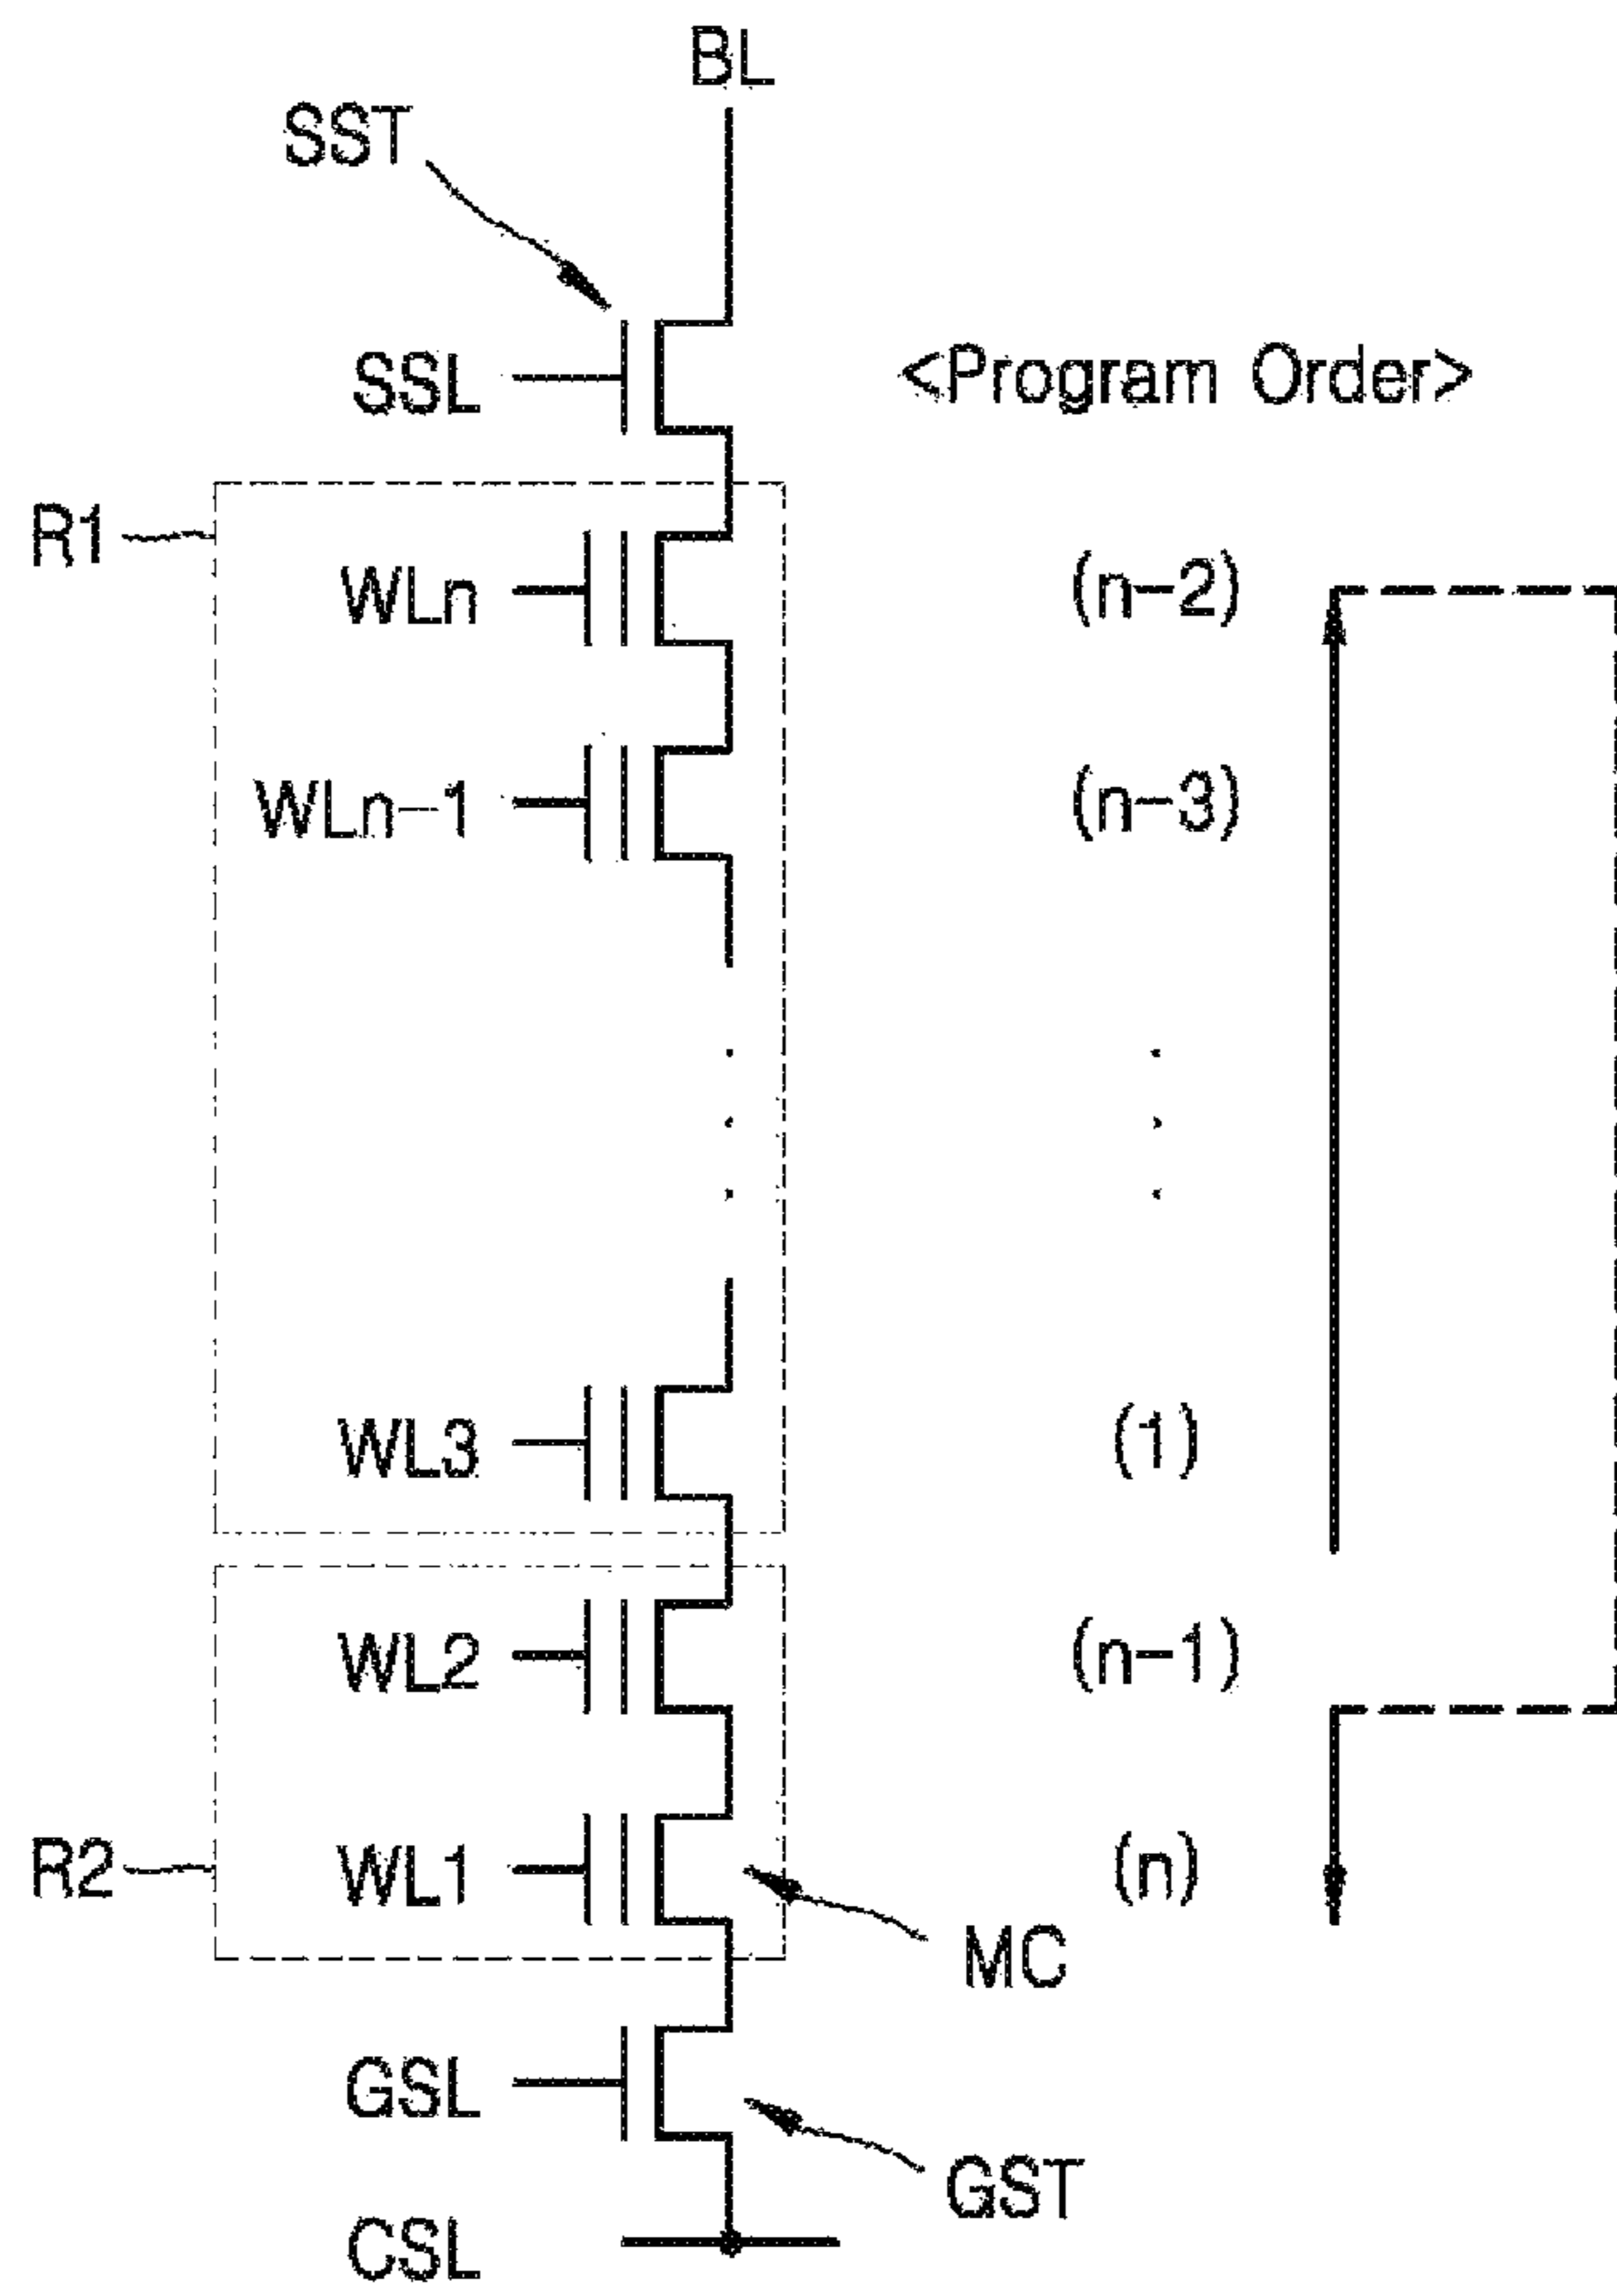 BL
SST
SSL
<Program Order>
R1
WLn
(n-2)
WLn-1
(n-3)
WL3
(1)
WL2
(n-1)
R2
WL1
(n)
MC
GSL
GST
CSL